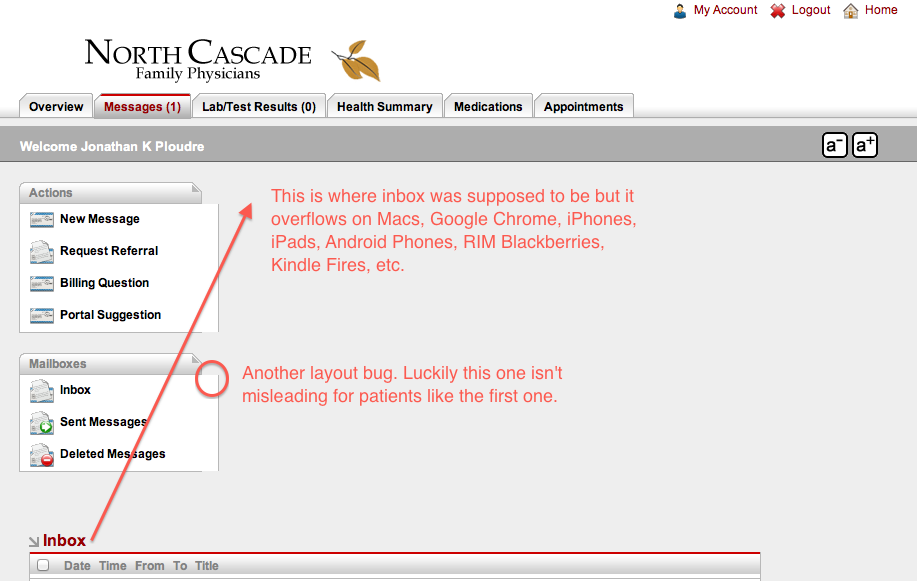 My Account Logout Home
NORTH CASCADE
Family Physicians
Overview Messages (1) Lab/Test Results (0) Health Summary Medications Appointments
Welcome Jonathan K Ploudre a- a+
Actions
New Message
Request Referral
Billing Question
Portal Suggestion
This is where inbox was supposed to be but it
overflows on Macs, Google Chrome, iPhones,
iPads, Android Phones, RIM Blackberries,
Kindle Fires, etc.
Mailboxes
Inbox
Sent Messages
Deleted Messages
Another layout bug. Luckily this one isn't
misleading for patients like the first one.
Inbox
Date Time From To Title